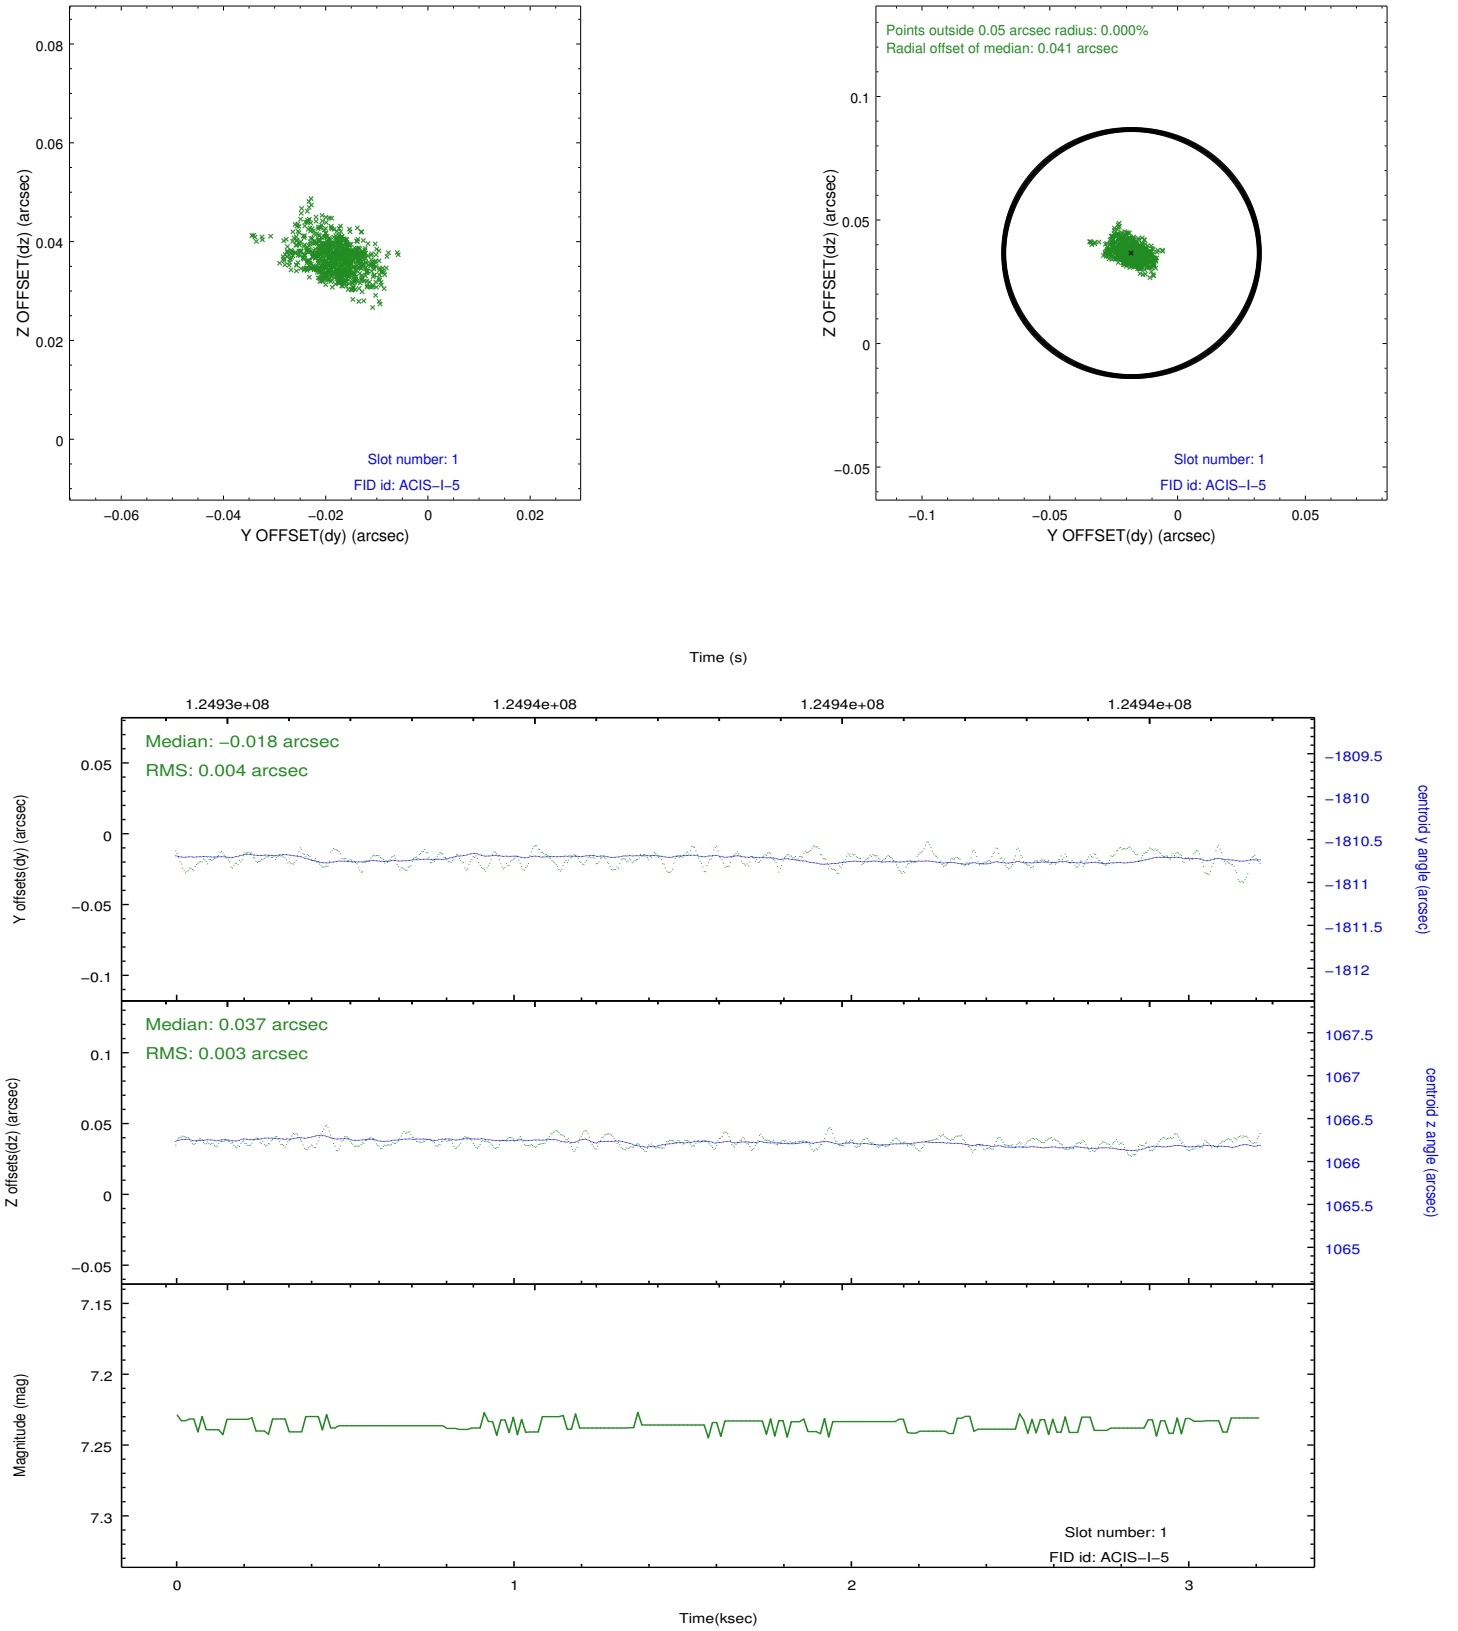 0.08
0.06
0.04
0.02
0
Z OFFSET(dz) (arcsec)
Slot number: 1
FID id: ACIS−I−5
−0.06 −0.04 −0.02 0 0.02
Y OFFSET(dy) (arcsec)
Points outside 0.05 arcsec radius: 0.000%
Radial offset of median: 0.041 arcsec
0.1
0.05
0
−0.05
Z OFFSET(dz) (arcsec)
Slot number: 1
FID id: ACIS−I−5
−0.1 −0.05 0 0.05
Y OFFSET(dy) (arcsec)
Time (s)
1.2493e+08 1.2494e+08 1.2494e+08 1.2494e+08
Median: −0.018 arcsec
RMS: 0.004 arcsec
0.05
0
−0.05
−0.1
Y offsets(dy) (arcsec)
−1809.5
−1810
−1810.5
−1811
−1811.5
−1812
centroid y angle (arcsec)
Median: 0.037 arcsec
RMS: 0.003 arcsec
0.1
0.05
0
−0.05
Z offsets(dz) (arcsec)
1067.5
1067
1066.5
1066
1065.5
1065
centroid z angle (arcsec)
7.15
7.2
7.25
7.3
Magnitude (mag)
Slot number: 1
FID id: ACIS−I−5
0 1 2 3
Time(ksec)